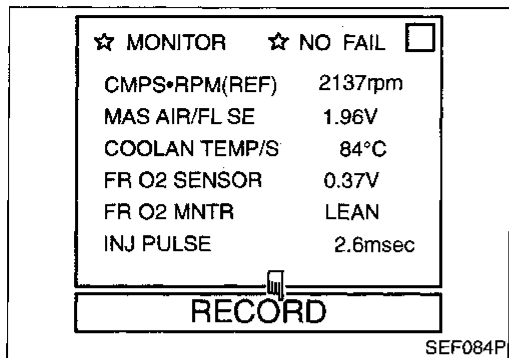 ☆ MONITOR ☆ NO FAIL
CMPS•RPM(REF) 2137rpm
MAS AIR/FL SE 1.96V
COOLAN TEMP/S 84°C
FR O2 SENSOR 0.37V
FR O2 MNTR LEAN
INJ PULSE 2.6msec
RECORD
SEF084P